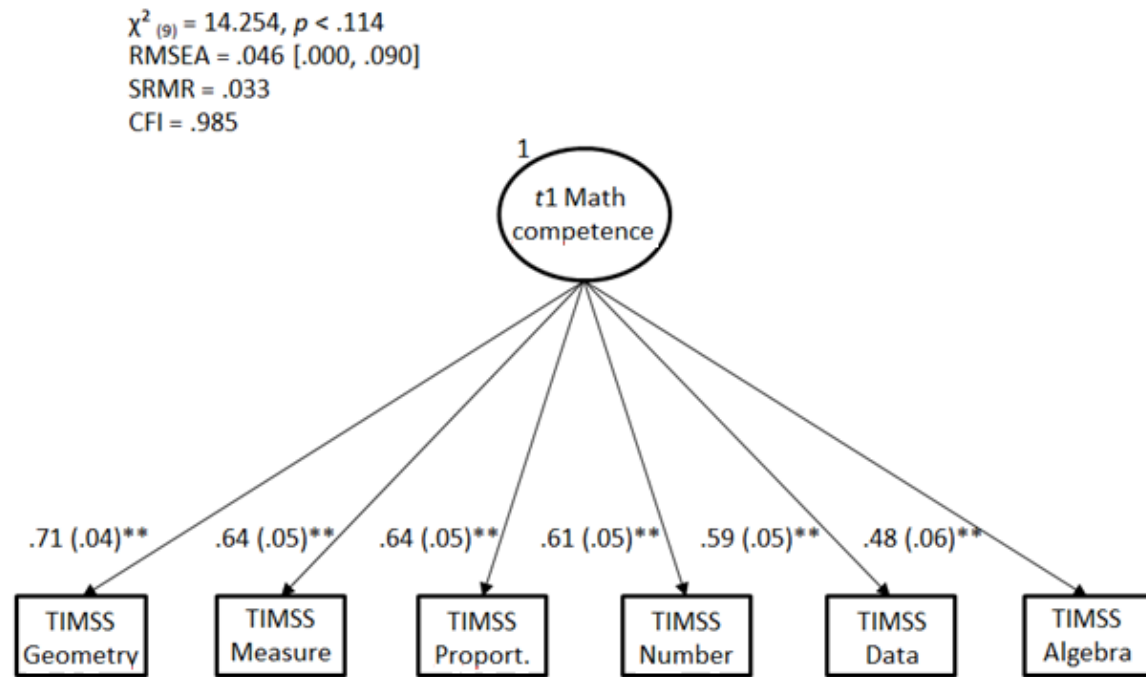 χ² (9) = 14.254, p < .114
RMSEA = .046 [.000, .090]
SRMR = .033
CFI = .985
1
t1 Math
competence
.71 (.04)** .64 (.05)** .64 (.05)** .61 (.05)** .59 (.05)** .48 (.06)**
TIMSS TIMSS TIMSS TIMSS TIMSS TIMSS
Geometry Measure Proport. Number Data Algebra